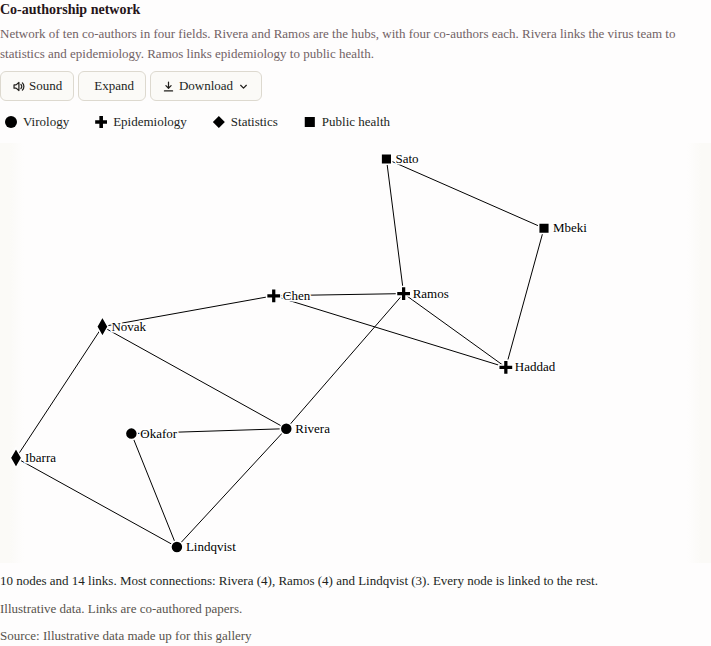 Co-authorship network
Network of ten co-authors in four fields. Rivera and Ramos are the hubs, with four co-authors each. Rivera links the virus team to
statistics and epidemiology. Ramos links epidemiology to public health.
Sound Expand Download
Virology Epidemiology Statistics Public health
Sato
Mbeki
Chen Ramos
Novak
Haddad
Rivera
Okafor
Ibarra
Lindqvist
10 nodes and 14 links. Most connections: Rivera (4), Ramos (4) and Lindqvist (3). Every node is linked to the rest.
Illustrative data. Links are co-authored papers.
Source: Illustrative data made up for this gallery